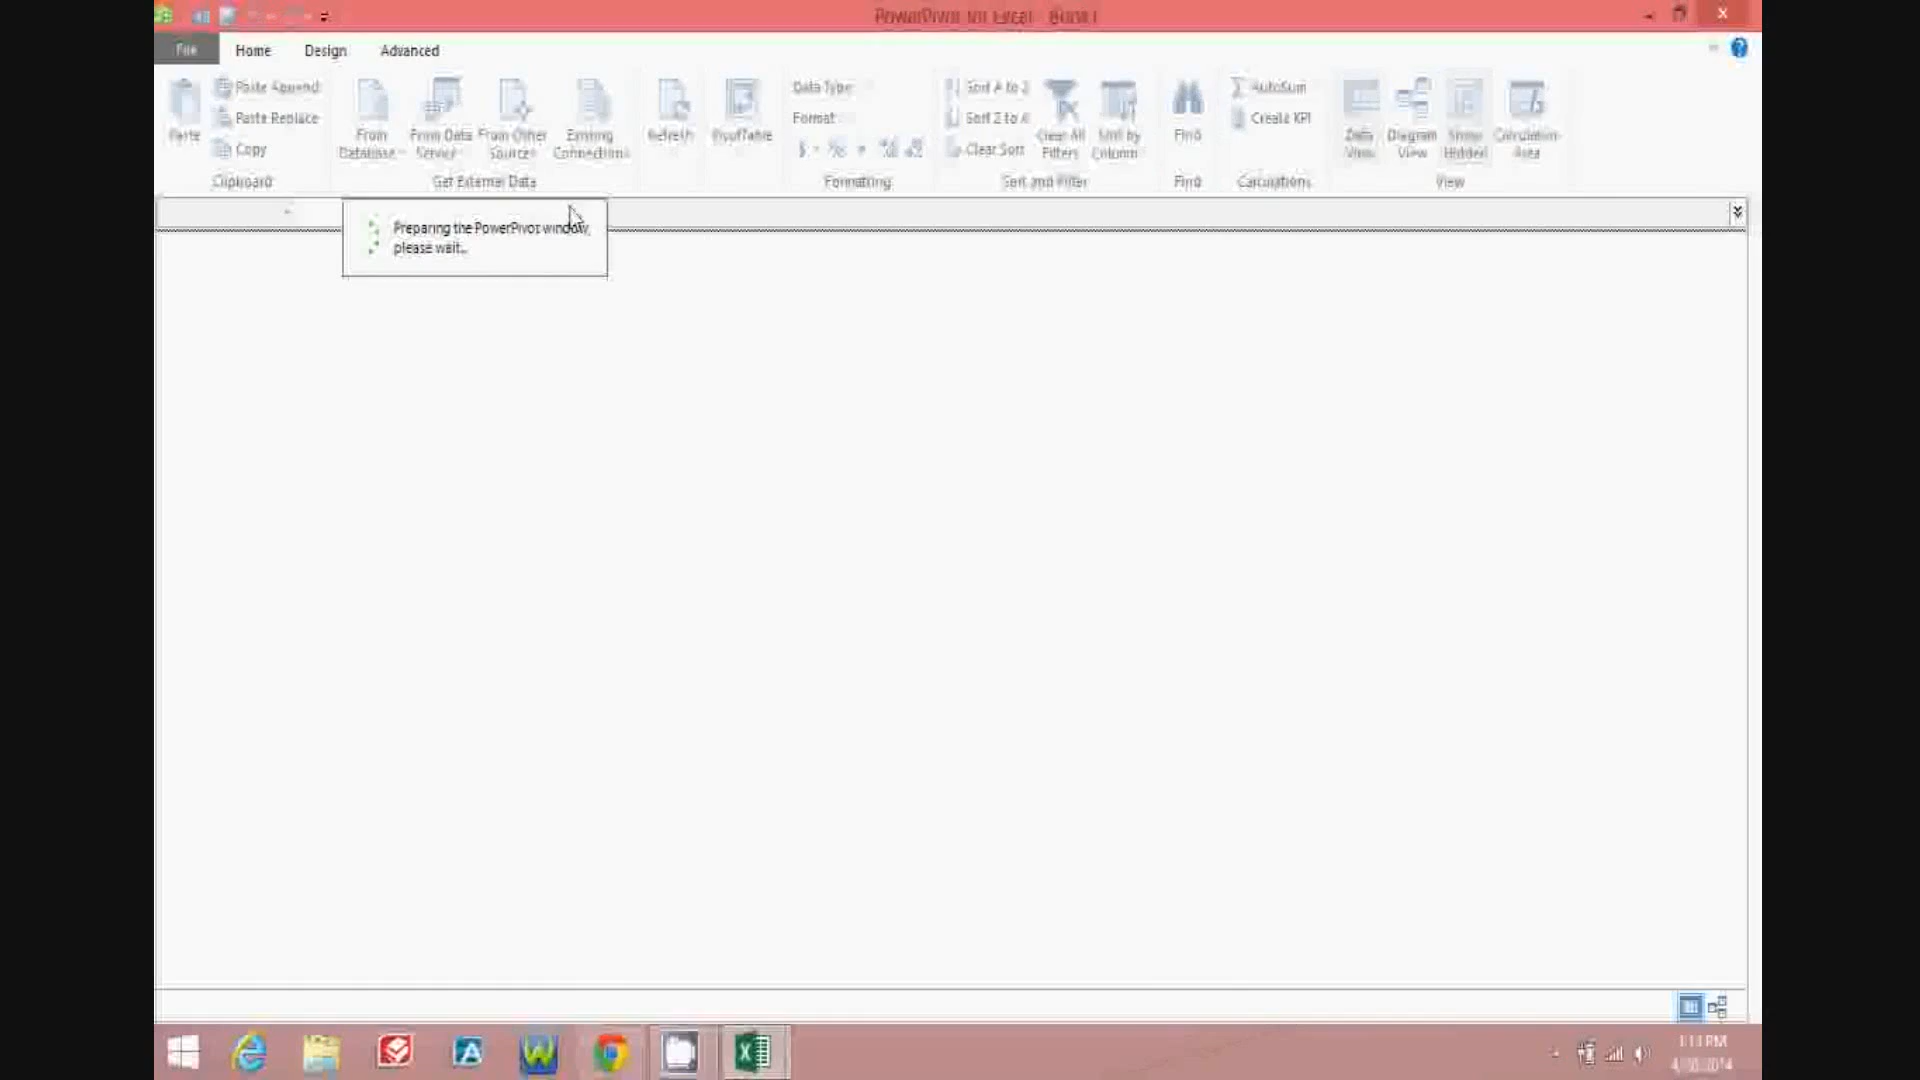 PowerPivot for Excel - Book1
File Home Design Advanced
Paste
Paste Append
Paste Replace
Copy
Clipboard
From
Database
From Data
Service
From Other
Sources
Existing
Connections
Get External Data
Refresh
PivotTable
Data Type
Format
$ %
Formatting
Sort A to Z
Sort Z to A
Clear Sort
Clear All
Filters
Sort by
Column
Sort and Filter
Find
Find
AutoSum
Create KPI
Calculations
Data
View
Diagram
View
Show
Hidden
Calculation
Area
View
Preparing the PowerPivot window,
please wait...
1:13 PM